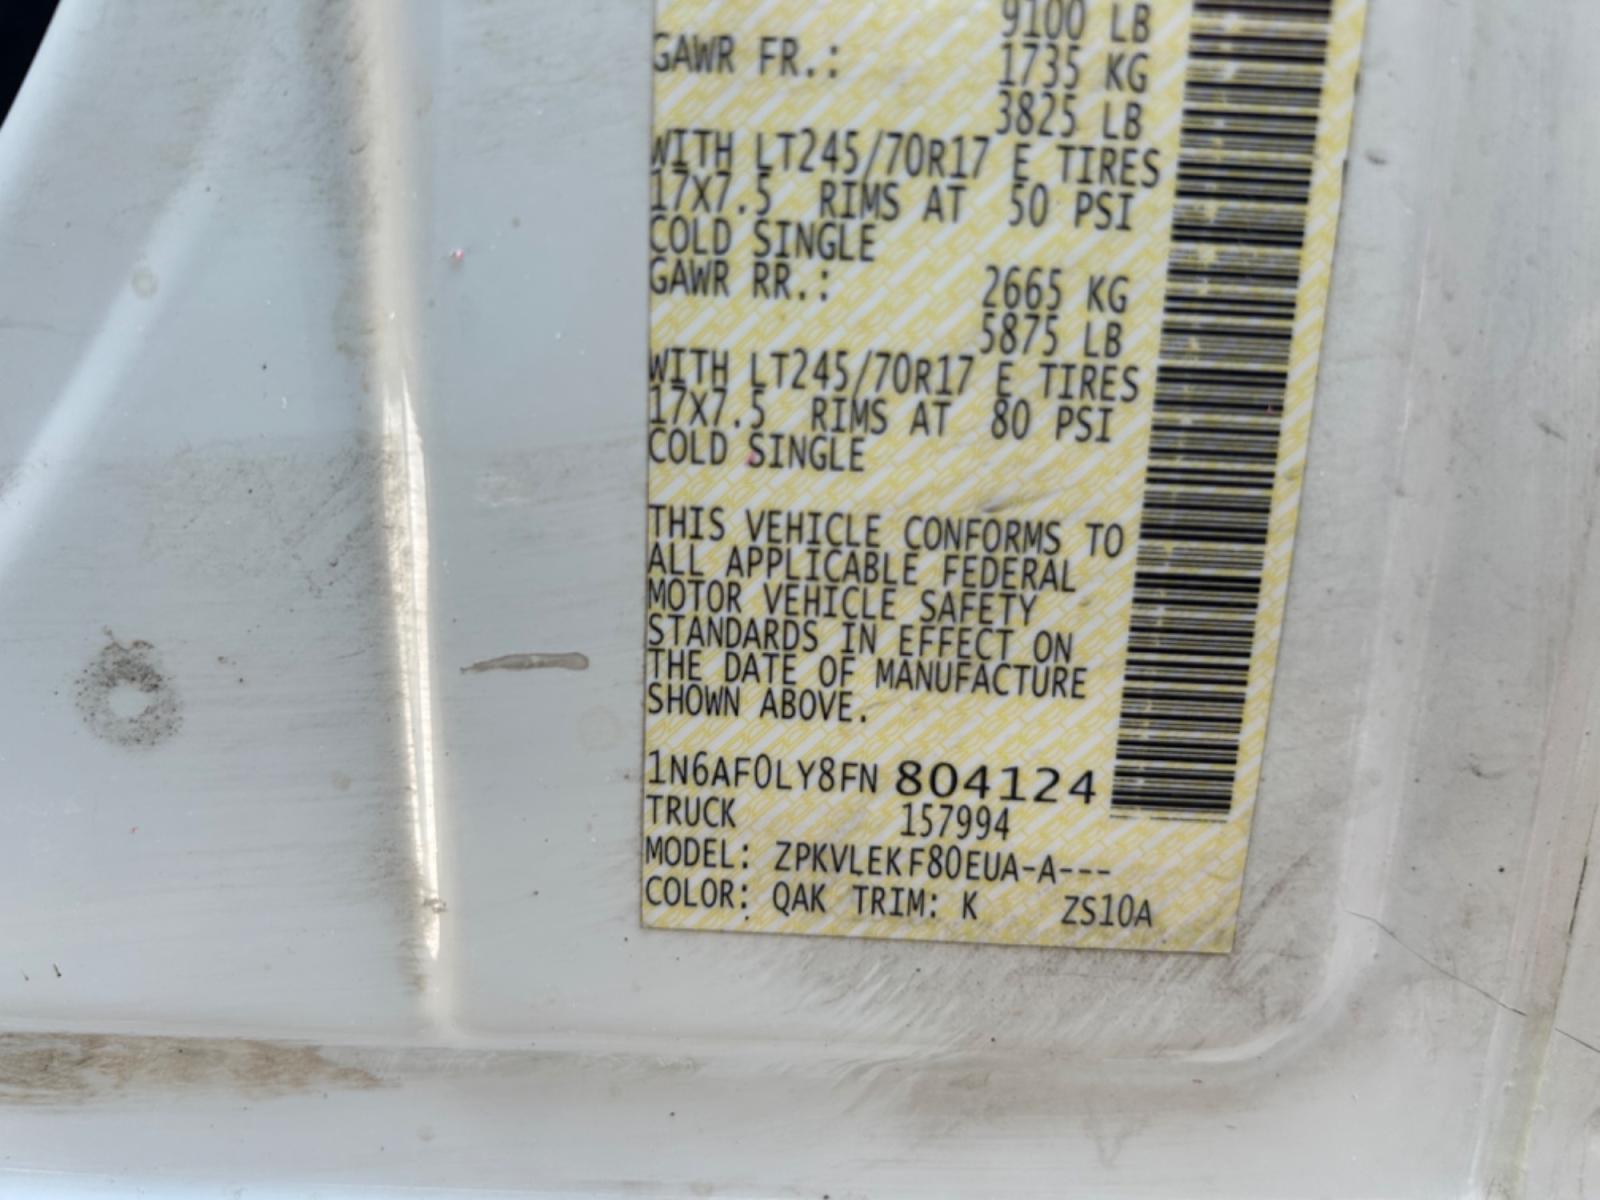 9100 LB
GAWR FR.: 1735 KG
3825 LB
WITH LT245/70R17 E TIRES
17X7.5 RIMS AT 50 PSI
COLD SINGLE
GAWR RR.: 2665 KG
5875 LB
WITH LT245/70R17 E TIRES
17X7.5 RIMS AT 80 PSI
COLD SINGLE
THIS VEHICLE CONFORMS TO
ALL APPLICABLE FEDERAL
MOTOR VEHICLE SAFETY
STANDARDS IN EFFECT ON
THE DATE OF MANUFACTURE
SHOWN ABOVE.
1N6AF0LY8FN 804124
TRUCK 157994
MODEL: ZPKVLEKF80EUA-A---
COLOR: QAK TRIM: K ZS10A